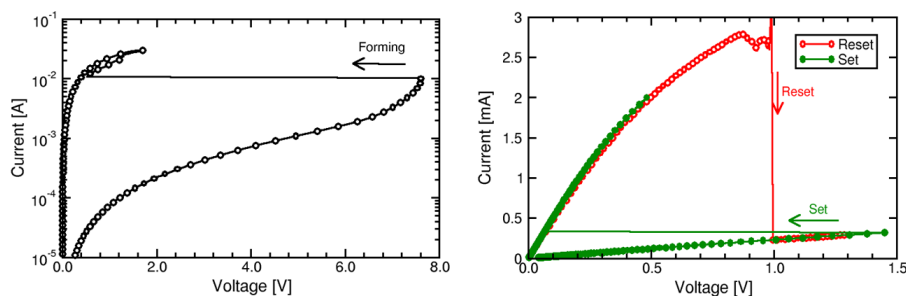 10⁻¹
10⁻²
10⁻³
10⁻⁴
10⁻⁵
Current [A]
Forming
0.0 2.0 4.0 6.0 8.0
Voltage [V]
3
2.5
2
1.5
1
0.5
0
Current [mA]
Reset
Set
Reset
Set
0 0.5 1.0 1.5
Voltage [V]